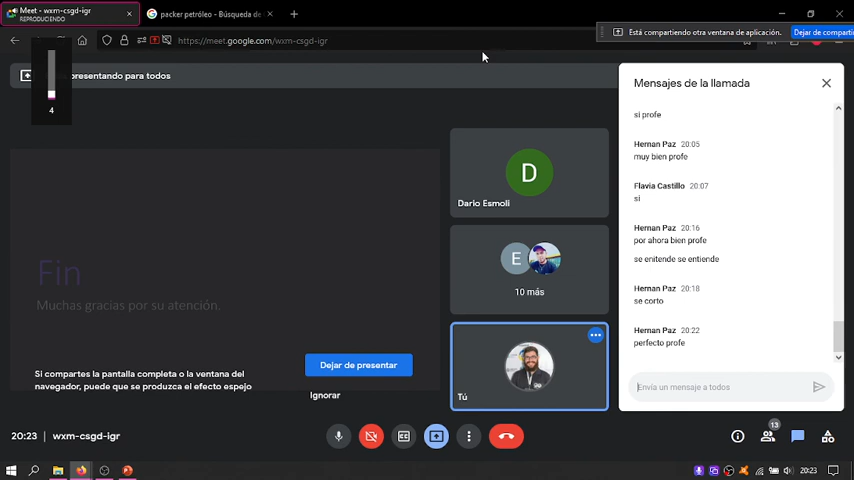 Meet - wxm-csgd-igr
REPRODUCIENDO
packer petróleo - Búsqueda de
https://meet.google.com/wxm-csgd-igr
Está compartiendo otra ventana de aplicación.
Dejar de comparti
presentando para todos
4
Fin
Muchas gracias por su atención.
Si compartes la pantalla completa o la ventana del
navegador, puede que se produzca el efecto espejo
Dejar de presentar
Ignorar
D
Dario Esmoli
E
10 más
Tú
Mensajes de la llamada
si profe
Hernan Paz 20:05
muy bien profe
Flavia Castillo 20:07
si
Hernan Paz 20:16
por ahora bien profe
se enitende se entiende
Hernan Paz 20:18
se corto
Hernan Paz 20:22
perfecto profe
Envía un mensaje a todos
20:23 wxm-csgd-igr
13
20:23